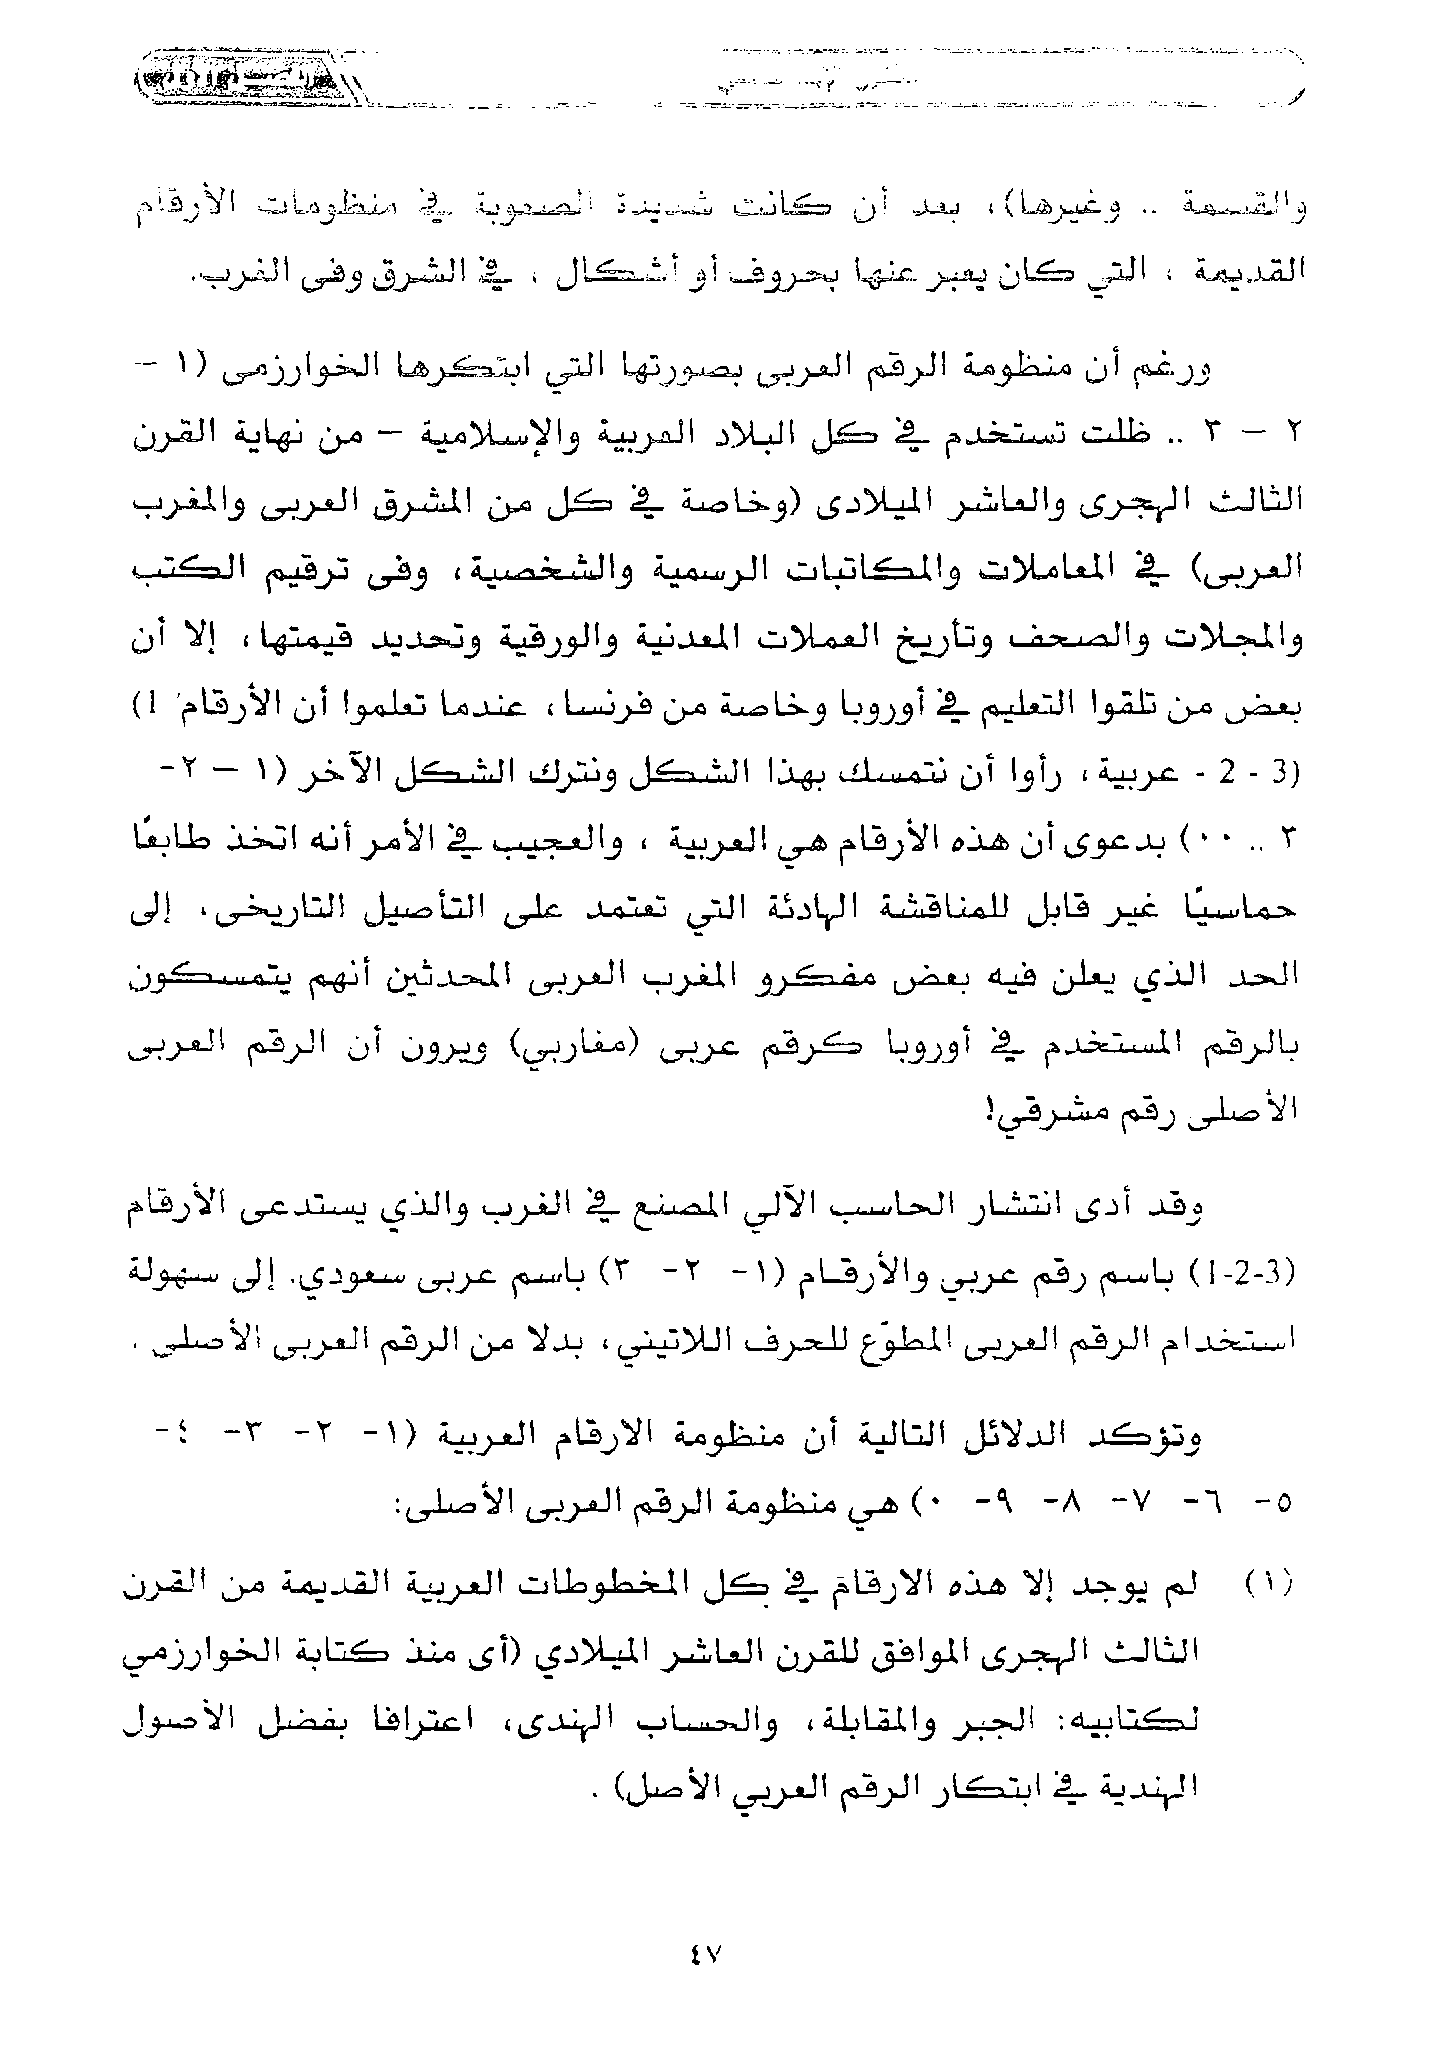 والقسمة .. وغيرها)، بعد أن كانت شديدة الصعوبة في منظومات الأرقام
القديمة ، التي كان يعبر عنها بحروف أو أشكال ، في الشرق وفى الغرب.
ورغم أن منظومة الرقم العربى بصورتها التي ابتكرها الخوارزمى (١ –
٢ – ٣ .. ظلت تستخدم في كل البلاد العربية والإسلامية – من نهاية القرن
الثالث الهجرى والعاشر الميلادى (وخاصة في كل من المشرق العربى والمغرب
العربى) في المعاملات والمكاتبات الرسمية والشخصية، وفى ترقيم الكتب
والمجلات والصحف وتأريخ العملات المعدنية والورقية وتحديد قيمتها، إلا أن
بعض من تلقوا التعليم في أوروبا وخاصة من فرنسا، عندما تعلموا أن الأرقام 1)
(3 - 2 - عربية، رأوا أن نتمسك بهذا الشكل ونترك الشكل الآخر (١ – ٢-
٣ .. ٠٠) بدعوى أن هذه الأرقام هي العربية ، والعجيب في الأمر أنه اتخذ طابعًا
حماسيًا غير قابل للمناقشة الهادئة التي تعتمد على التأصيل التاريخى، إلى
الحد الذي يعلن فيه بعض مفكرو المغرب العربى المحدثين أنهم يتمسكون
بالرقم المستخدم في أوروبا كرقم عربى (مغاربي) ويرون أن الرقم العربى
الأصلى رقم مشرقي!
وقد أدى انتشار الحاسب الآلي المصنع في الغرب والذي يستدعى الأرقام
(1-2-3) باسم رقم عربي والأرقام (١- ٢- ٣) باسم عربى سعودي. إلى سهولة
استخدام الرقم العربى المطوّع للحرف اللاتيني، بدلا من الرقم العربى الأصلى .
وتؤكد الدلائل التالية أن منظومة الارقام العربية (١- ٢- ٣- ٤-
٥- ٦- ٧- ٨- ٩- ٠) هي منظومة الرقم العربى الأصلى:
(١) لم يوجد إلا هذه الارقام في كل المخطوطات العربية القديمة من القرن
الثالث الهجرى الموافق للقرن العاشر الميلادي (أى منذ كتابة الخوارزمي
لكتابيه: الجبر والمقابلة، والحساب الهندى، اعترافا بفضل الأصول
الهندية في ابتكار الرقم العربي الأصل) .
٤٧